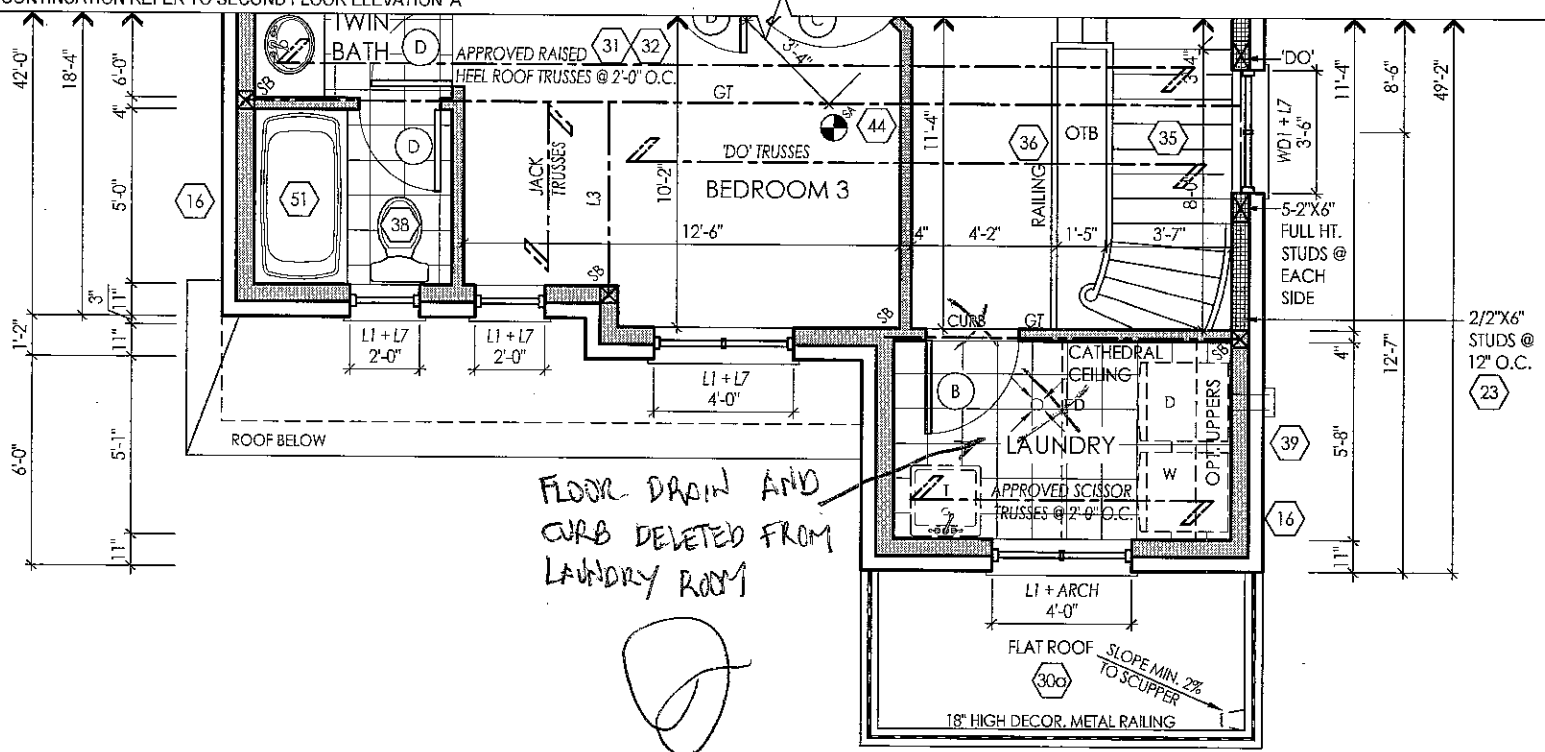 CONTINUATION REFER TO SECOND FLOOR ELEVATION 'A'
42'-0"
18'-4"
6'-0"
4"
5'-0"
3"
11"
1'-2"
11"
6'-0"
5'-1"
11"
16
TWIN
BATH
D
APPROVED RAISED
31
32
HEEL ROOF TRUSSES @ 2'-0" O.C.
D
C
3'-4"
SB
GT
SA
44
D
51
38
JACK
TRUSSES
L3
'DO' TRUSSES
10'-2"
BEDROOM 3
12'-6"
4"
11'-4"
4'-2"
36
RAILING
OTB
1'-5"
3'-4"
35
8'-0"
3'-7"
'DO'
WD1 + L7
3'-6"
11'-4"
8'-6"
49'-2"
5-2"X6"
FULL HT.
STUDS @
EACH
SIDE
2/2"X6"
STUDS @
12" O.C.
23
SB
SB
CURB
GT
SB
L1 + L7
2'-0"
L1 + L7
2'-0"
L1 + L7
4'-0"
ROOF BELOW
CATHEDRAL
CEILING
B
FD
D
OPT. UPPERS
LAUNDRY
W
T
APPROVED SCISSOR
TRUSSES @ 2'-0" O.C.
39
16
4"
5'-8"
12'-7"
11"
FLOOR DRAIN AND
CURB DELETED FROM
LAUNDRY ROOM
L1 + ARCH
4'-0"
FLAT ROOF
30a
SLOPE MIN. 2%
TO SCUPPER
18" HIGH DECOR. METAL RAILING